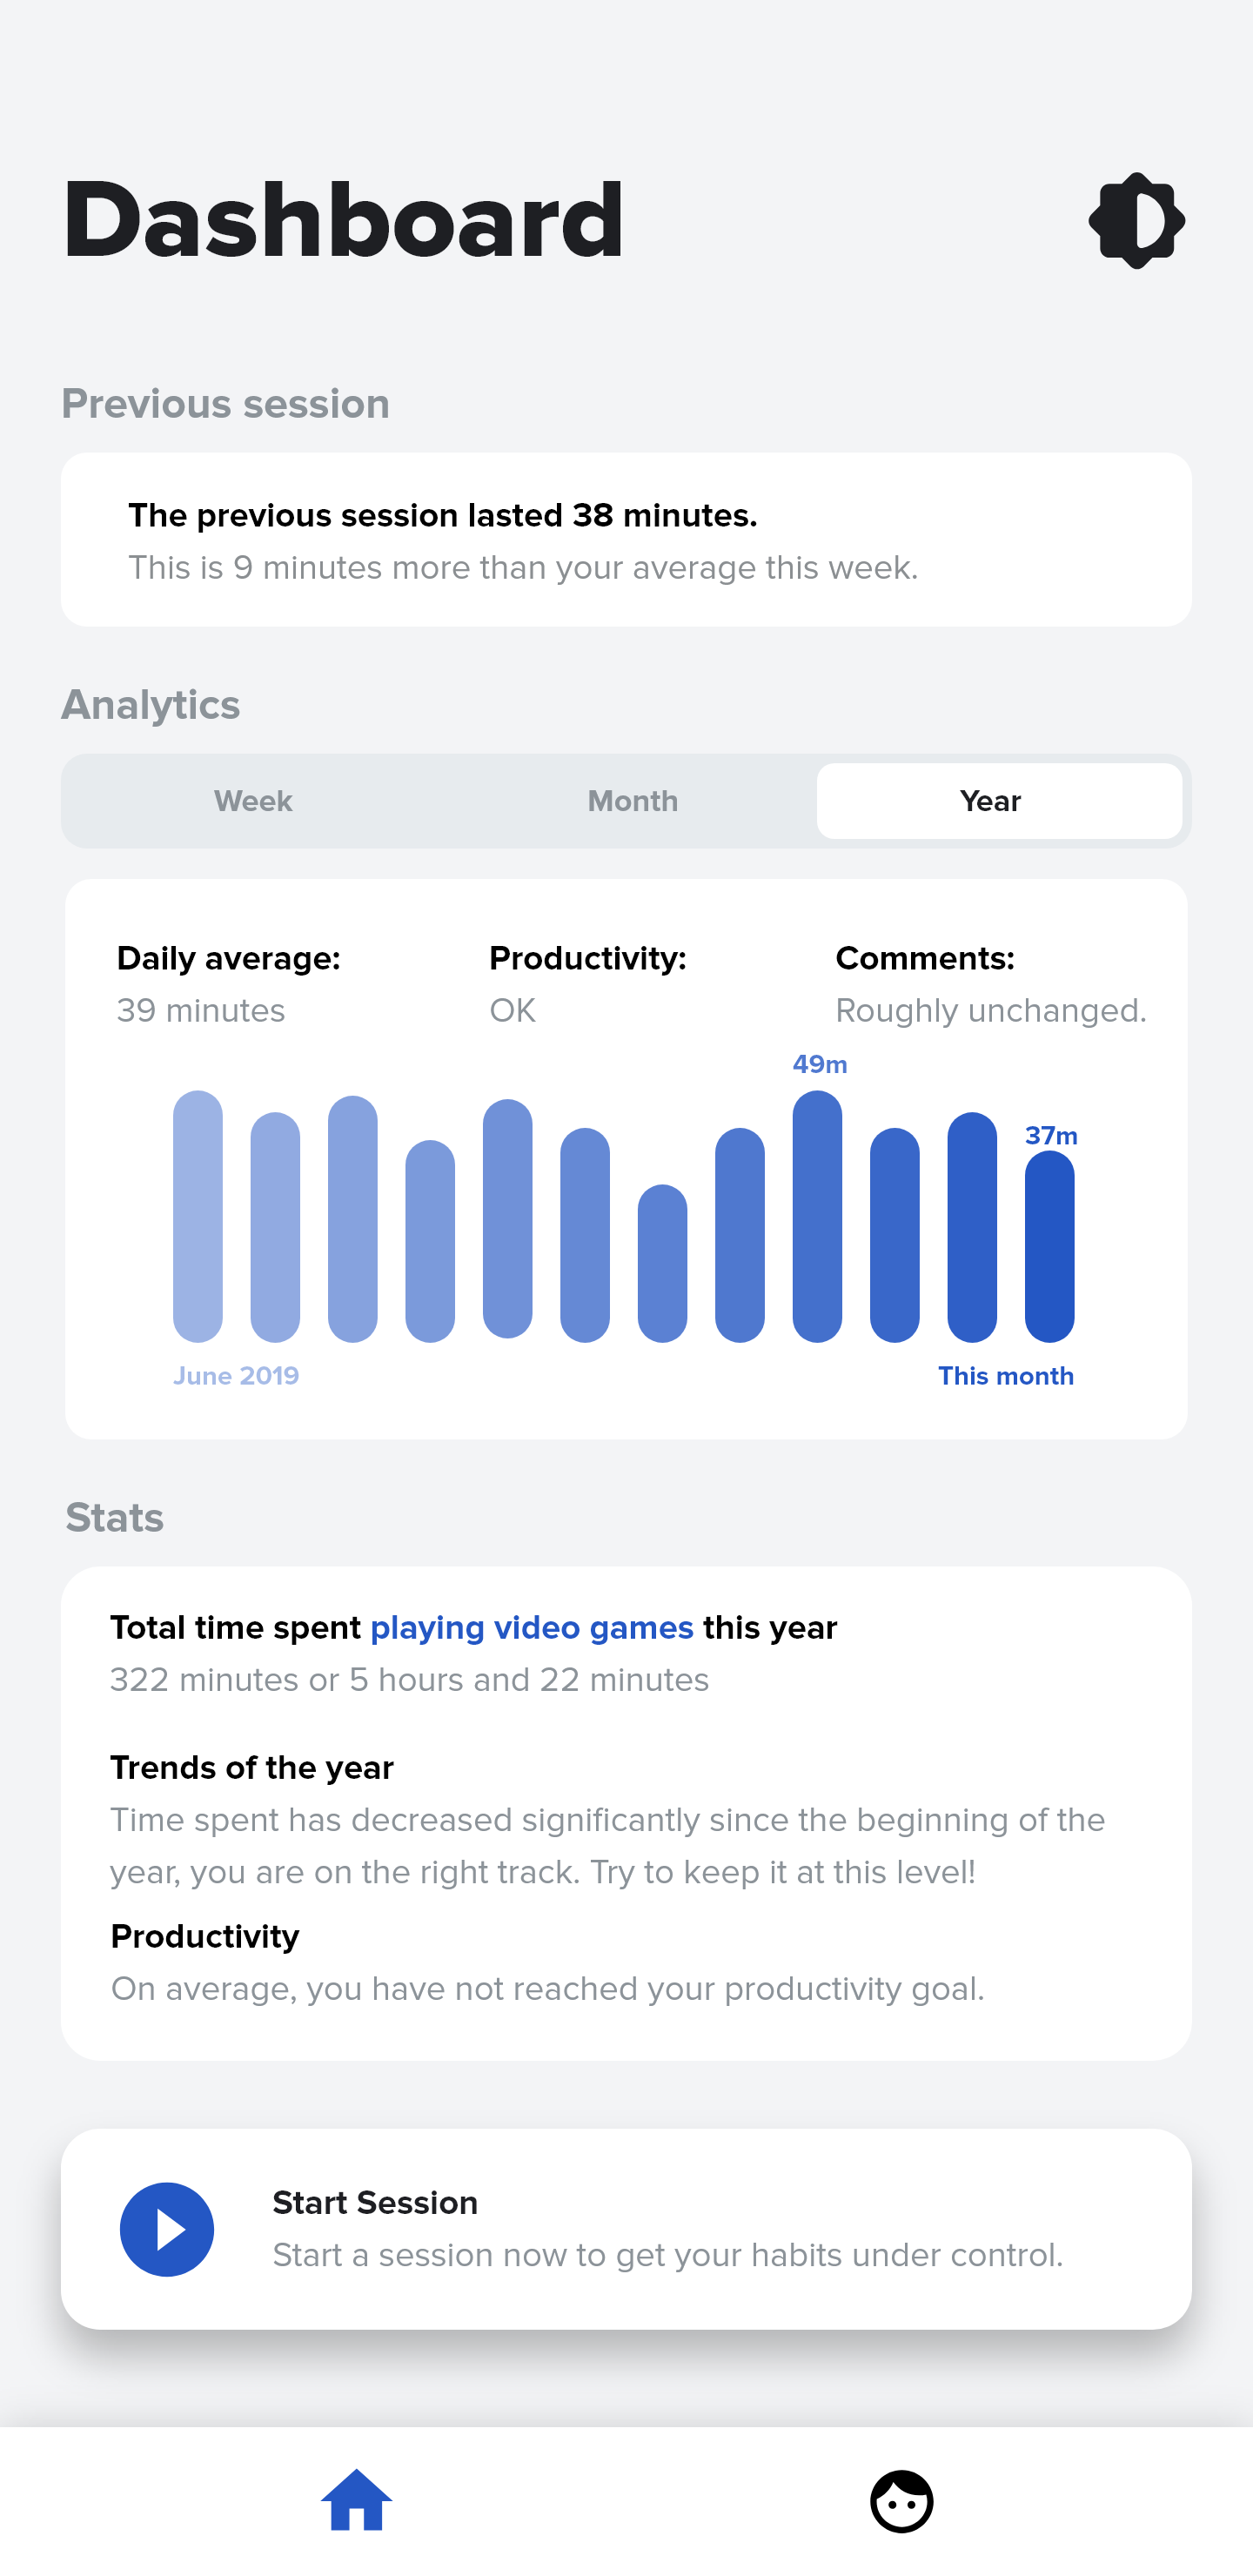 Dashboard
Previous session
The previous session lasted 38 minutes.
This is 9 minutes more than your average this week.
Analytics
Week Month Year
Daily average: Productivity: Comments:
39 minutes OK Roughly unchanged.
49m
37m
June 2019 This month
Stats
Total time spent playing video games this year
322 minutes or 5 hours and 22 minutes
Trends of the year
Time spent has decreased significantly since the beginning of the
year, you are on the right track. Try to keep it at this level!
Productivity
On average, you have not reached your productivity goal.
Start Session
Start a session now to get your habits under control.